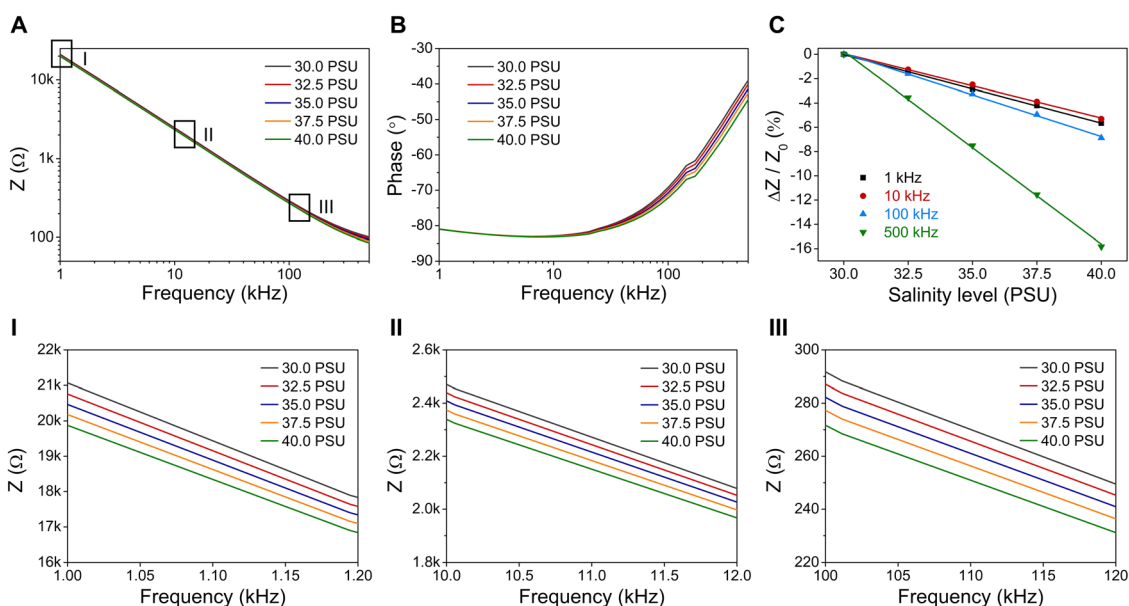 A
10k
1k
100
Z (Ω)
1
10
100
Frequency (kHz)
I
II
III
30.0 PSU
32.5 PSU
35.0 PSU
37.5 PSU
40.0 PSU
B
-30
-40
-50
-60
-70
-80
-90
Phase (°)
1
10
100
Frequency (kHz)
30.0 PSU
32.5 PSU
35.0 PSU
37.5 PSU
40.0 PSU
C
0
-2
-4
-6
-8
-10
-12
-14
-16
ΔZ / Z0 (%)
1 kHz
10 kHz
100 kHz
500 kHz
30.0
32.5
35.0
37.5
40.0
Salinity level (PSU)
I
22k
21k
20k
19k
18k
17k
16k
Z (Ω)
30.0 PSU
32.5 PSU
35.0 PSU
37.5 PSU
40.0 PSU
1.00
1.05
1.10
1.15
1.20
Frequency (kHz)
II
2.6k
2.4k
2.2k
2.0k
1.8k
Z (Ω)
30.0 PSU
32.5 PSU
35.0 PSU
37.5 PSU
40.0 PSU
10.0
10.5
11.0
11.5
12.0
Frequency (kHz)
III
300
280
260
240
220
Z (Ω)
30.0 PSU
32.5 PSU
35.0 PSU
37.5 PSU
40.0 PSU
100
105
110
115
120
Frequency (kHz)